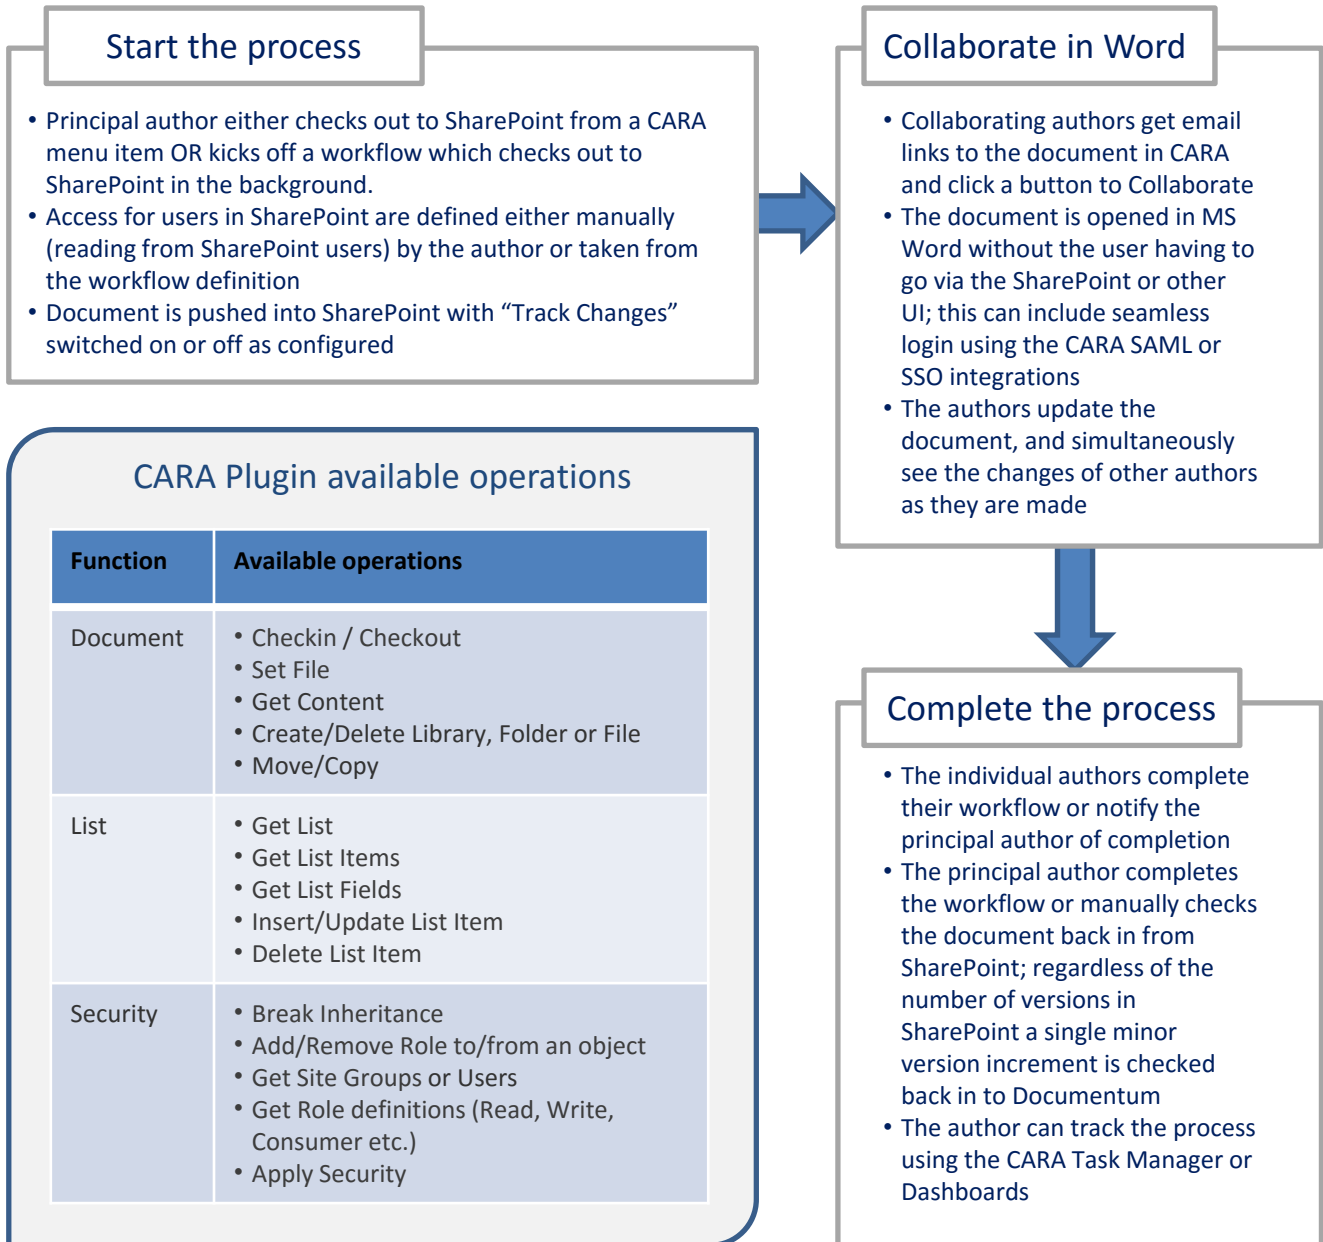 Start the process
• Principal author either checks out to SharePoint from a CARA
menu item OR kicks off a workflow which checks out to
SharePoint in the background.
• Access for users in SharePoint are defined either manually
(reading from SharePoint users) by the author or taken from
the workflow definition
• Document is pushed into SharePoint with “Track Changes”
switched on or off as configured
Collaborate in Word
• Collaborating authors get email
links to the document in CARA
and click a button to Collaborate
• The document is opened in MS
Word without the user having to
go via the SharePoint or other
UI; this can include seamless
login using the CARA SAML or
SSO integrations
• The authors update the
document, and simultaneously
see the changes of other authors
as they are made
CARA Plugin available operations
Function Available operations
Document • Checkin / Checkout
• Set File
• Get Content
• Create/Delete Library, Folder or File
• Move/Copy
List • Get List
• Get List Items
• Get List Fields
• Insert/Update List Item
• Delete List Item
Security • Break Inheritance
• Add/Remove Role to/from an object
• Get Site Groups or Users
• Get Role definitions (Read, Write,
Consumer etc.)
• Apply Security
Complete the process
• The individual authors complete
their workflow or notify the
principal author of completion
• The principal author completes
the workflow or manually checks
the document back in from
SharePoint; regardless of the
number of versions in
SharePoint a single minor
version increment is checked
back in to Documentum
• The author can track the process
using the CARA Task Manager or
Dashboards